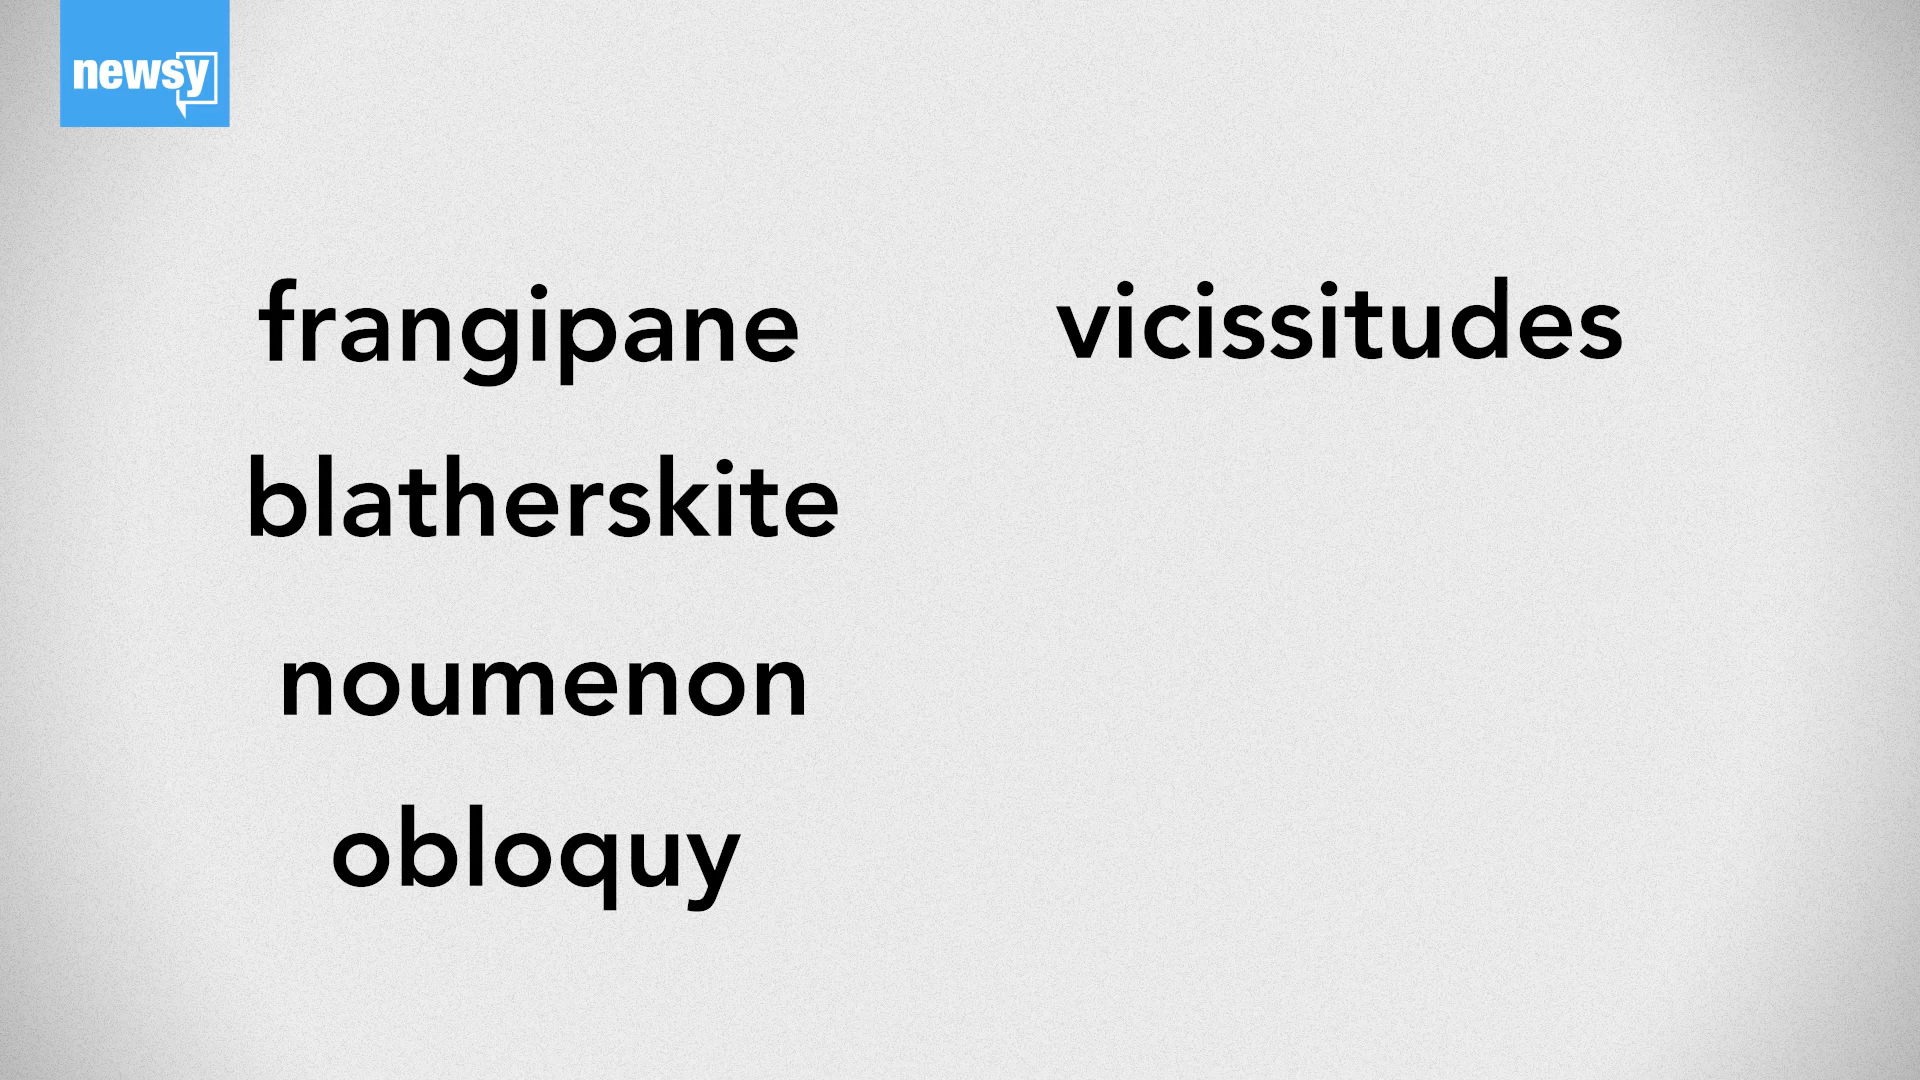 newsy
frangipane
blatherskite
noumenon
obloquy
vicissitudes